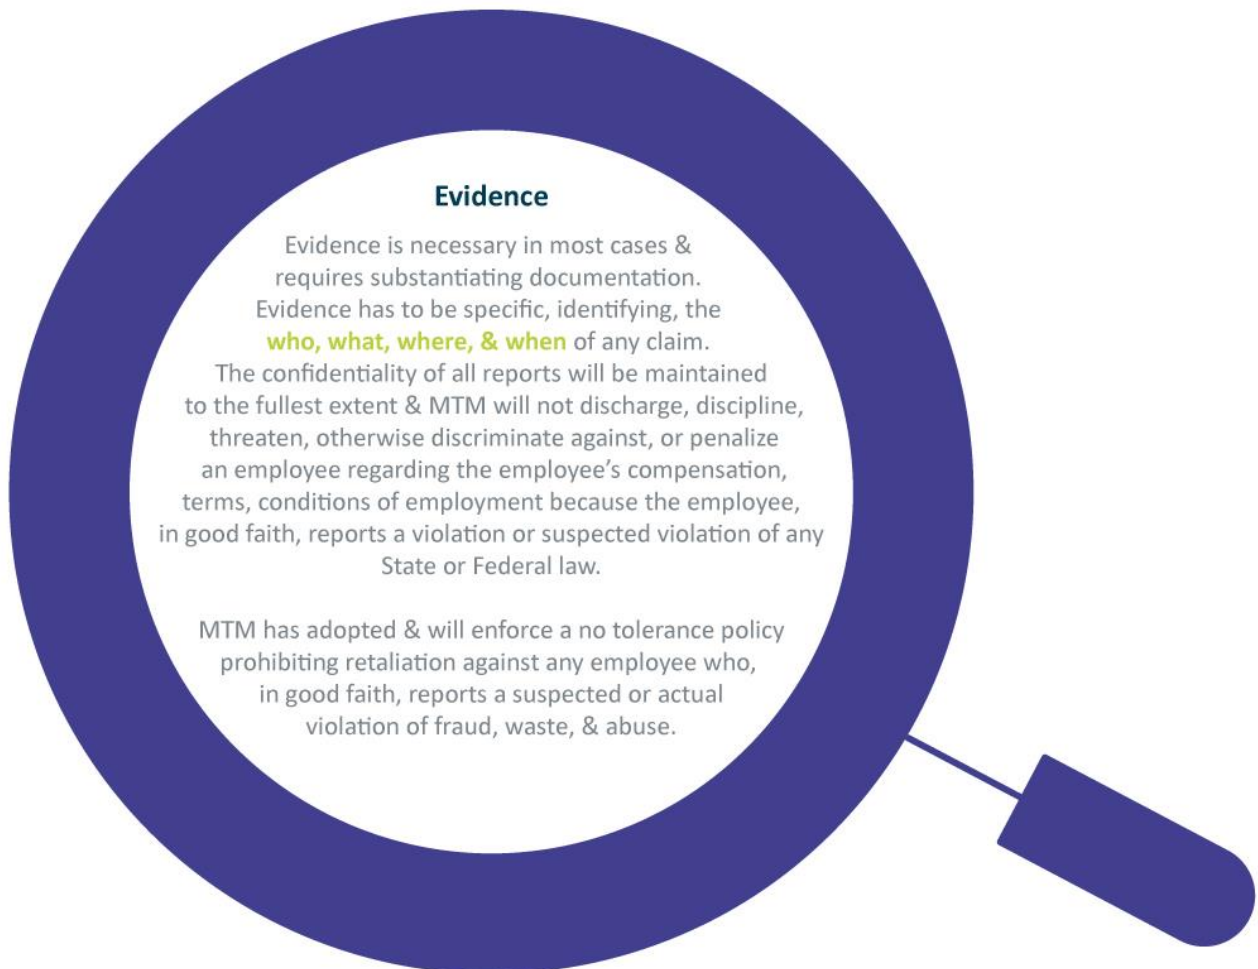 Evidence
Evidence is necessary in most cases &
requires substantiating documentation.
Evidence has to be specific, identifying, the
who, what, where, & when of any claim.
The confidentiality of all reports will be maintained
to the fullest extent & MTM will not discharge, discipline,
threaten, otherwise discriminate against, or penalize
an employee regarding the employee’s compensation,
terms, conditions of employment because the employee,
in good faith, reports a violation or suspected violation of any
State or Federal law.
MTM has adopted & will enforce a no tolerance policy
prohibiting retaliation against any employee who,
in good faith, reports a suspected or actual
violation of fraud, waste, & abuse.